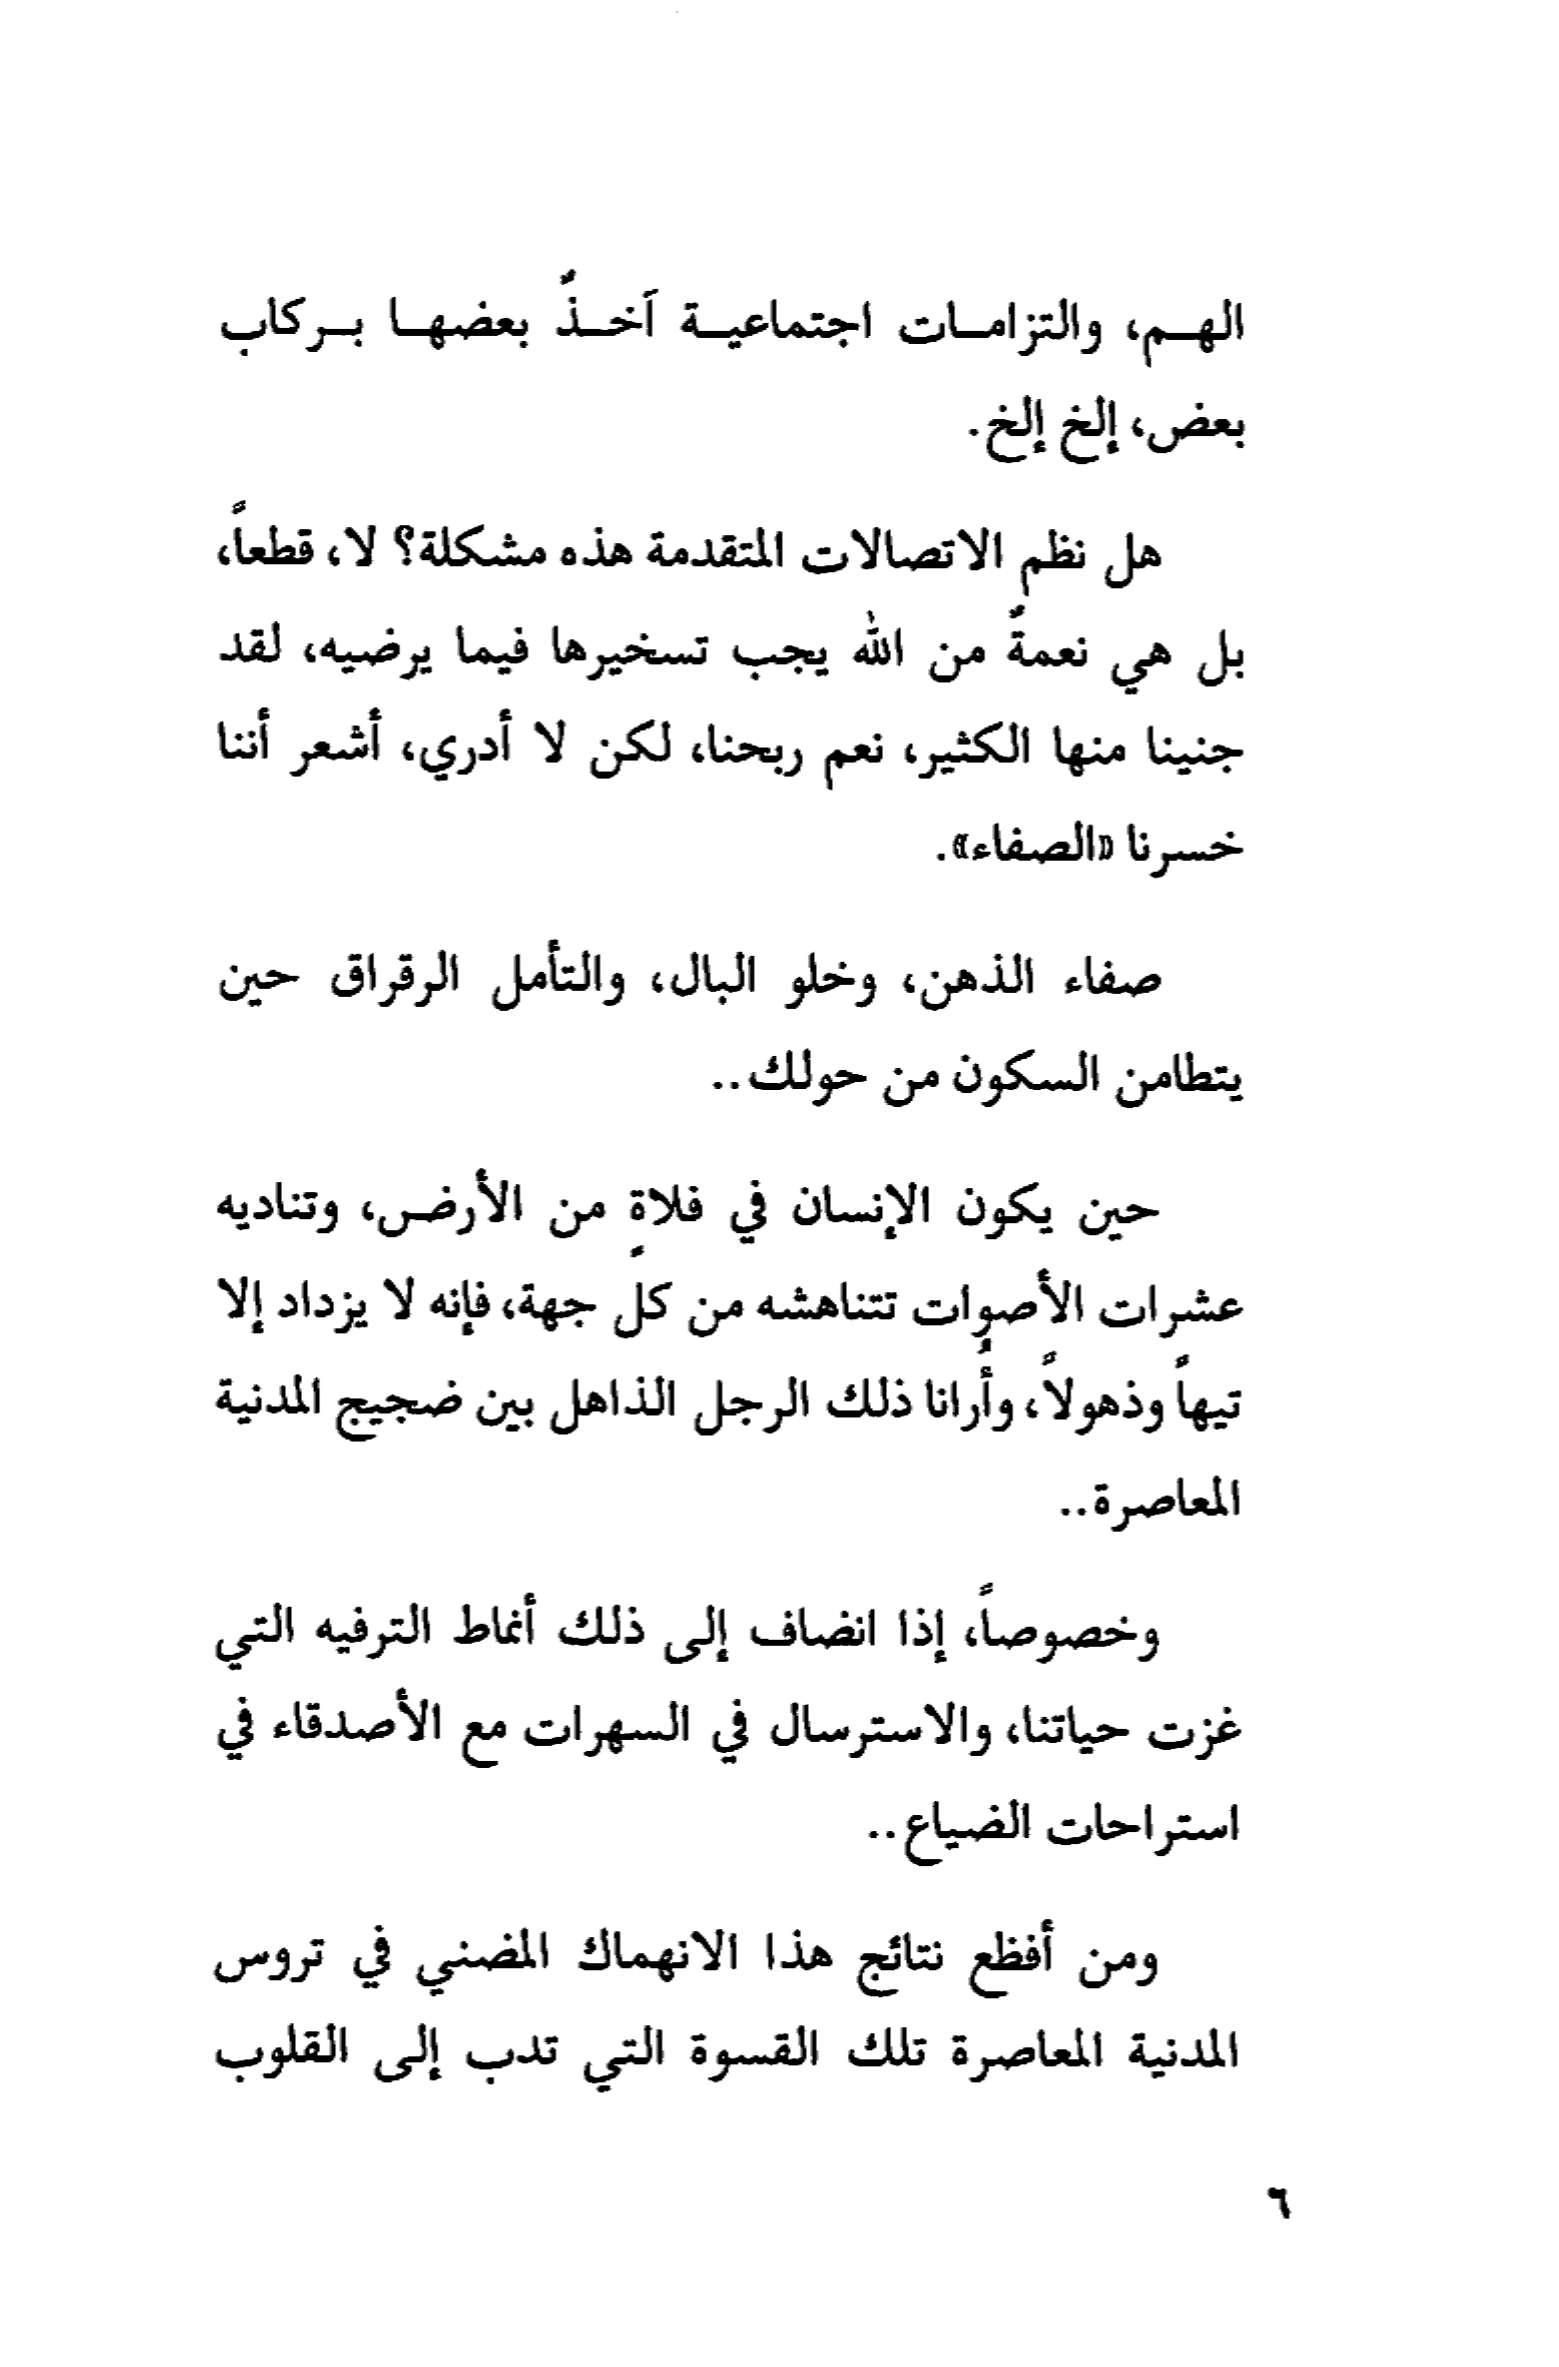 الهم، والتزامات اجتماعية آخذٌ بعضها بركاب
بعض، إلخ إلخ.
هل نظم الاتصالات المتقدمة هذه مشكلة؟ لا، قطعاً،
بل هي نعمةٌ من الله يجب تسخيرها فيما يرضيه، لقد
جنينا منها الكثير، نعم ربحنا، لكن لا أدري، أشعر أننا
خسرنا «الصفاء».
صفاء الذهن، وخلو البال، والتأمل الرقراق حين
يتطامن السكون من حولك..
حين يكون الإنسان في فلاةٍ من الأرض، وتناديه
عشرات الأصوات تتناهشه من كل جهة، فإنه لا يزداد إلا
تيهاً وذهولاً، وأُرانا ذلك الرجل الذاهل بين ضجيج المدنية
المعاصرة..
وخصوصاً، إذا انضاف إلى ذلك أنماط الترفيه التي
غزت حياتنا، والاسترسال في السهرات مع الأصدقاء في
استراحات الضياع..
ومن أفظع نتائج هذا الانهماك المضني في تروس
المدنية المعاصرة تلك القسوة التي تدب إلى القلوب
٦